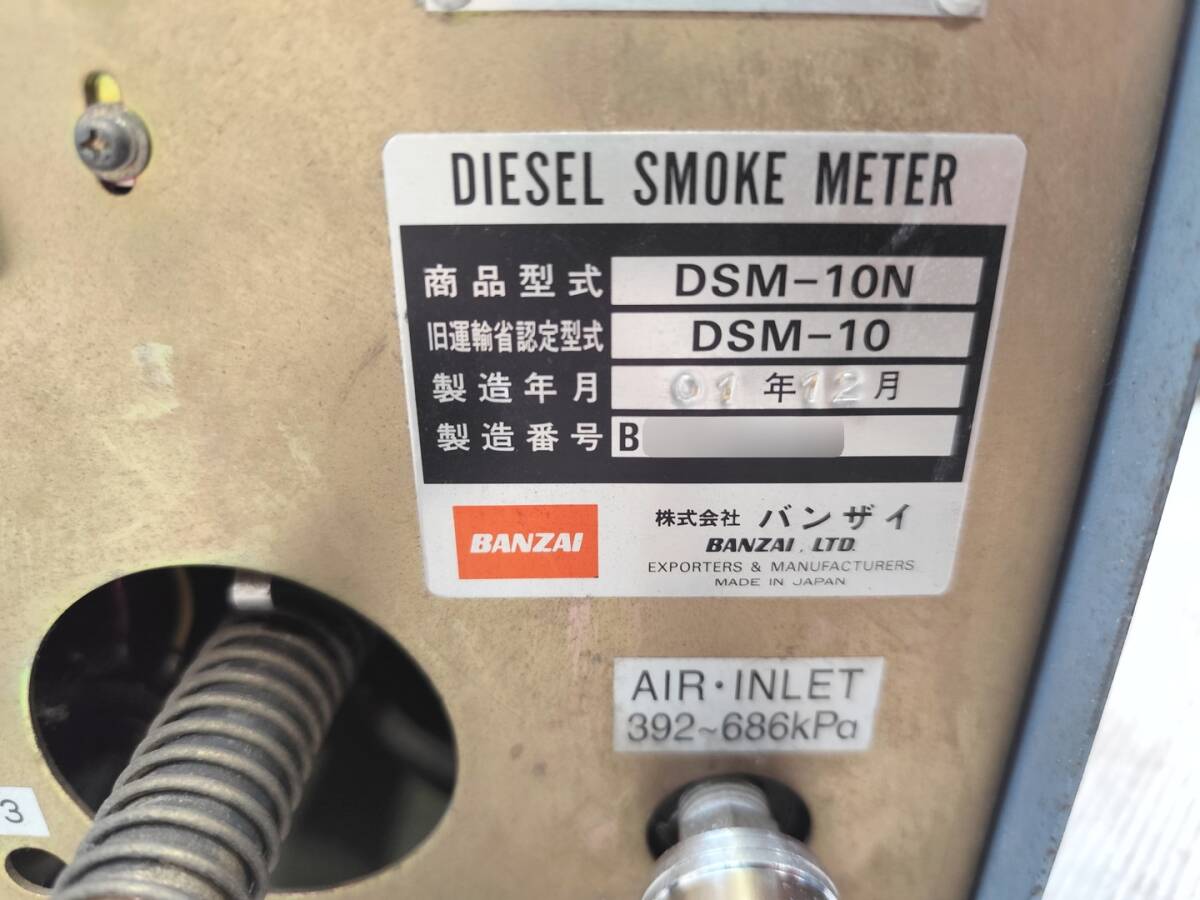 DIESEL SMOKE METER
商品型式 DSM-10N
旧運輸省認定型式 DSM-10
製造年月 01年12月
製造番号 B
BANZAI
株式会社 バンザイ
BANZAI, LTD.
EXPORTERS & MANUFACTURERS
MADE IN JAPAN
AIR・INLET
392~686kPa
3